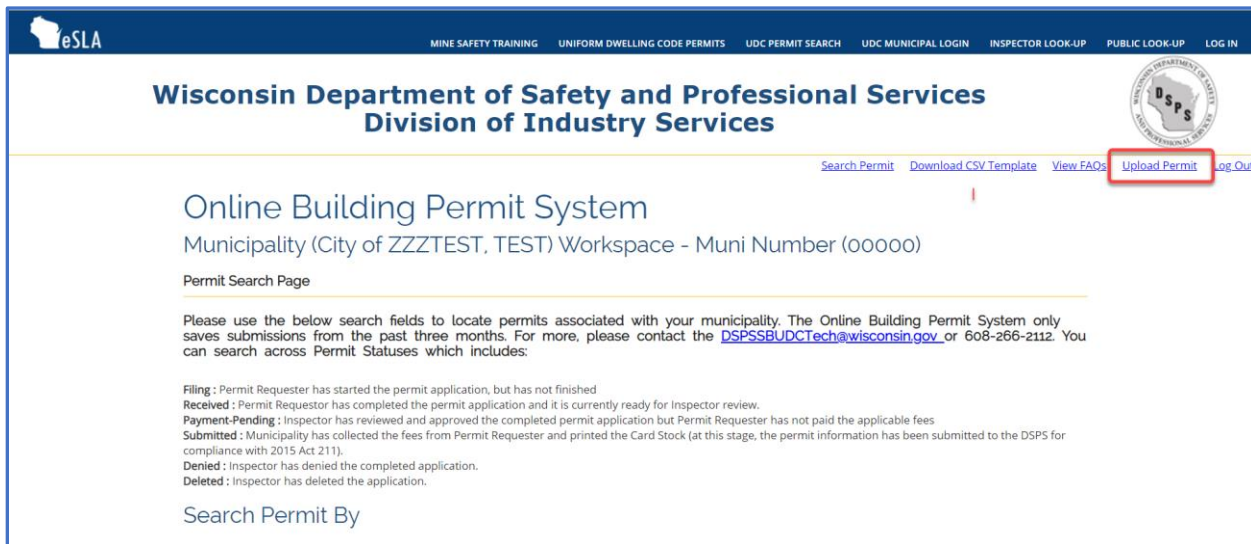 eSLA
MINE SAFETY TRAINING UNIFORM DWELLING CODE PERMITS UDC PERMIT SEARCH UDC MUNICIPAL LOGIN INSPECTOR LOOK-UP PUBLIC LOOK-UP LOG IN
Wisconsin Department of Safety and Professional Services
Division of Industry Services
WISCONSIN DEPARTMENT OF SAFETY
AND PROFESSIONAL SERVICES
DSPS
Search Permit Download CSV Template View FAQs Upload Permit Log Out
Online Building Permit System
Municipality (City of ZZZTEST, TEST) Workspace - Muni Number (00000)
Permit Search Page
Please use the below search fields to locate permits associated with your municipality. The Online Building Permit System only
saves submissions from the past three months. For more, please contact the DSPSSBUDCTech@wisconsin.gov or 608-266-2112. You
can search across Permit Statuses which includes:
Filing : Permit Requester has started the permit application, but has not finished
Received : Permit Requestor has completed the permit application and it is currently ready for Inspector review.
Payment-Pending : Inspector has reviewed and approved the completed permit application but Permit Requester has not paid the applicable fees
Submitted : Municipality has collected the fees from Permit Requester and printed the Card Stock (at this stage, the permit information has been submitted to the DSPS for
compliance with 2015 Act 211).
Denied : Inspector has denied the completed application.
Deleted : Inspector has deleted the application.
Search Permit By